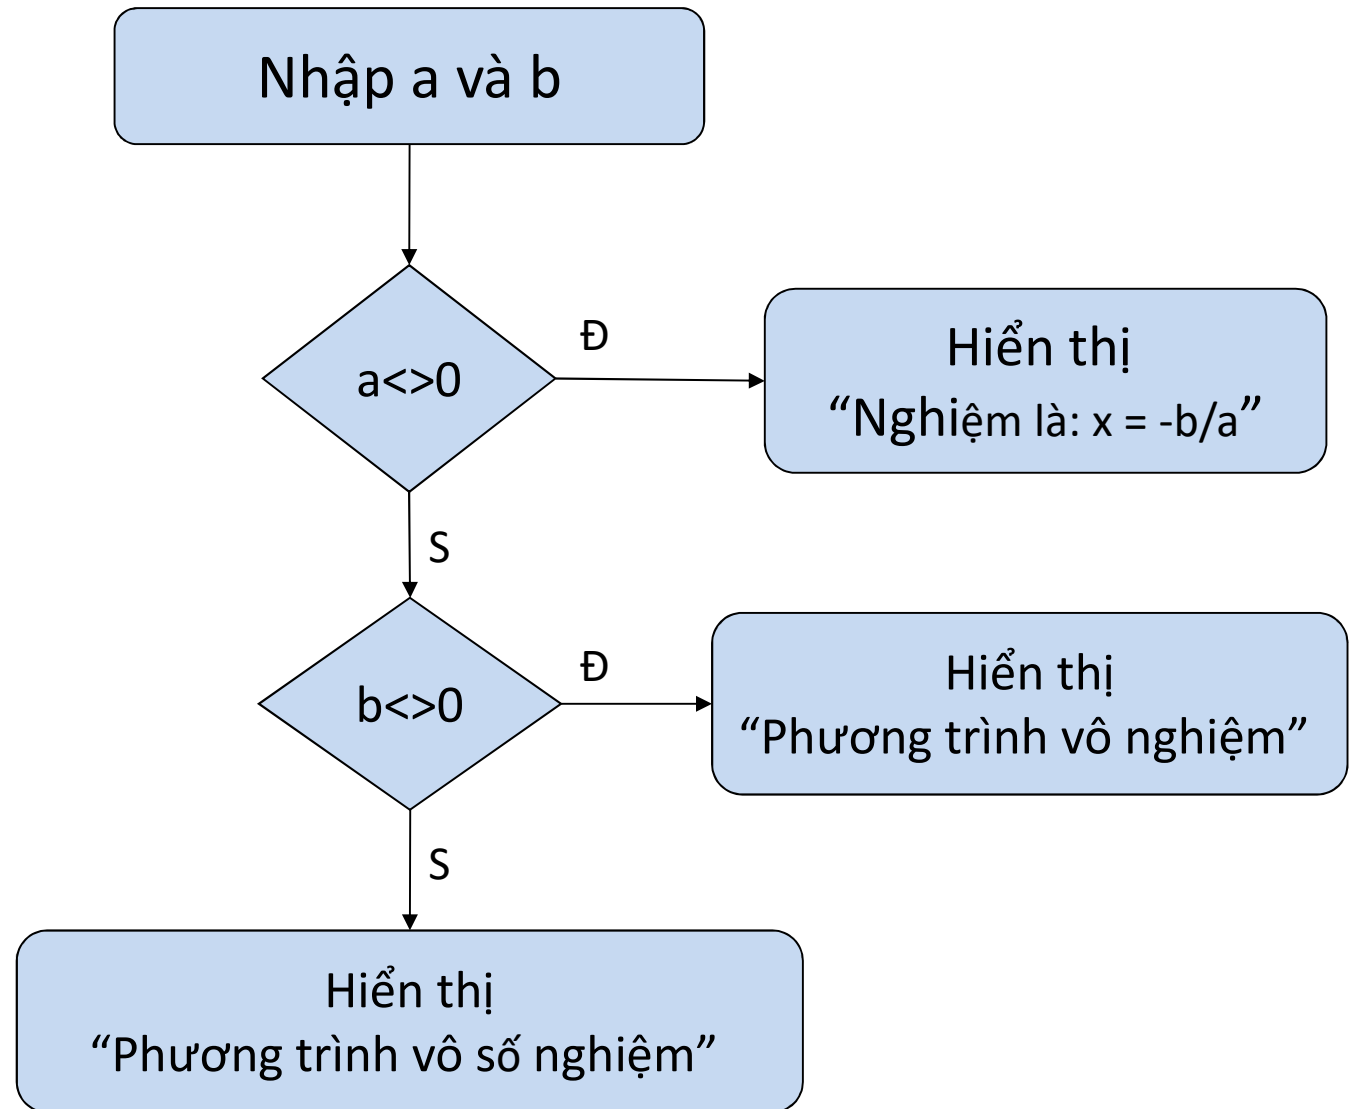 Nhập a và b
a<>0
Đ
Hiển thị
“Nghiệm là: x = -b/a”
S
b<>0
Đ
Hiển thị
“Phương trình vô nghiệm”
S
Hiển thị
“Phương trình vô số nghiệm”